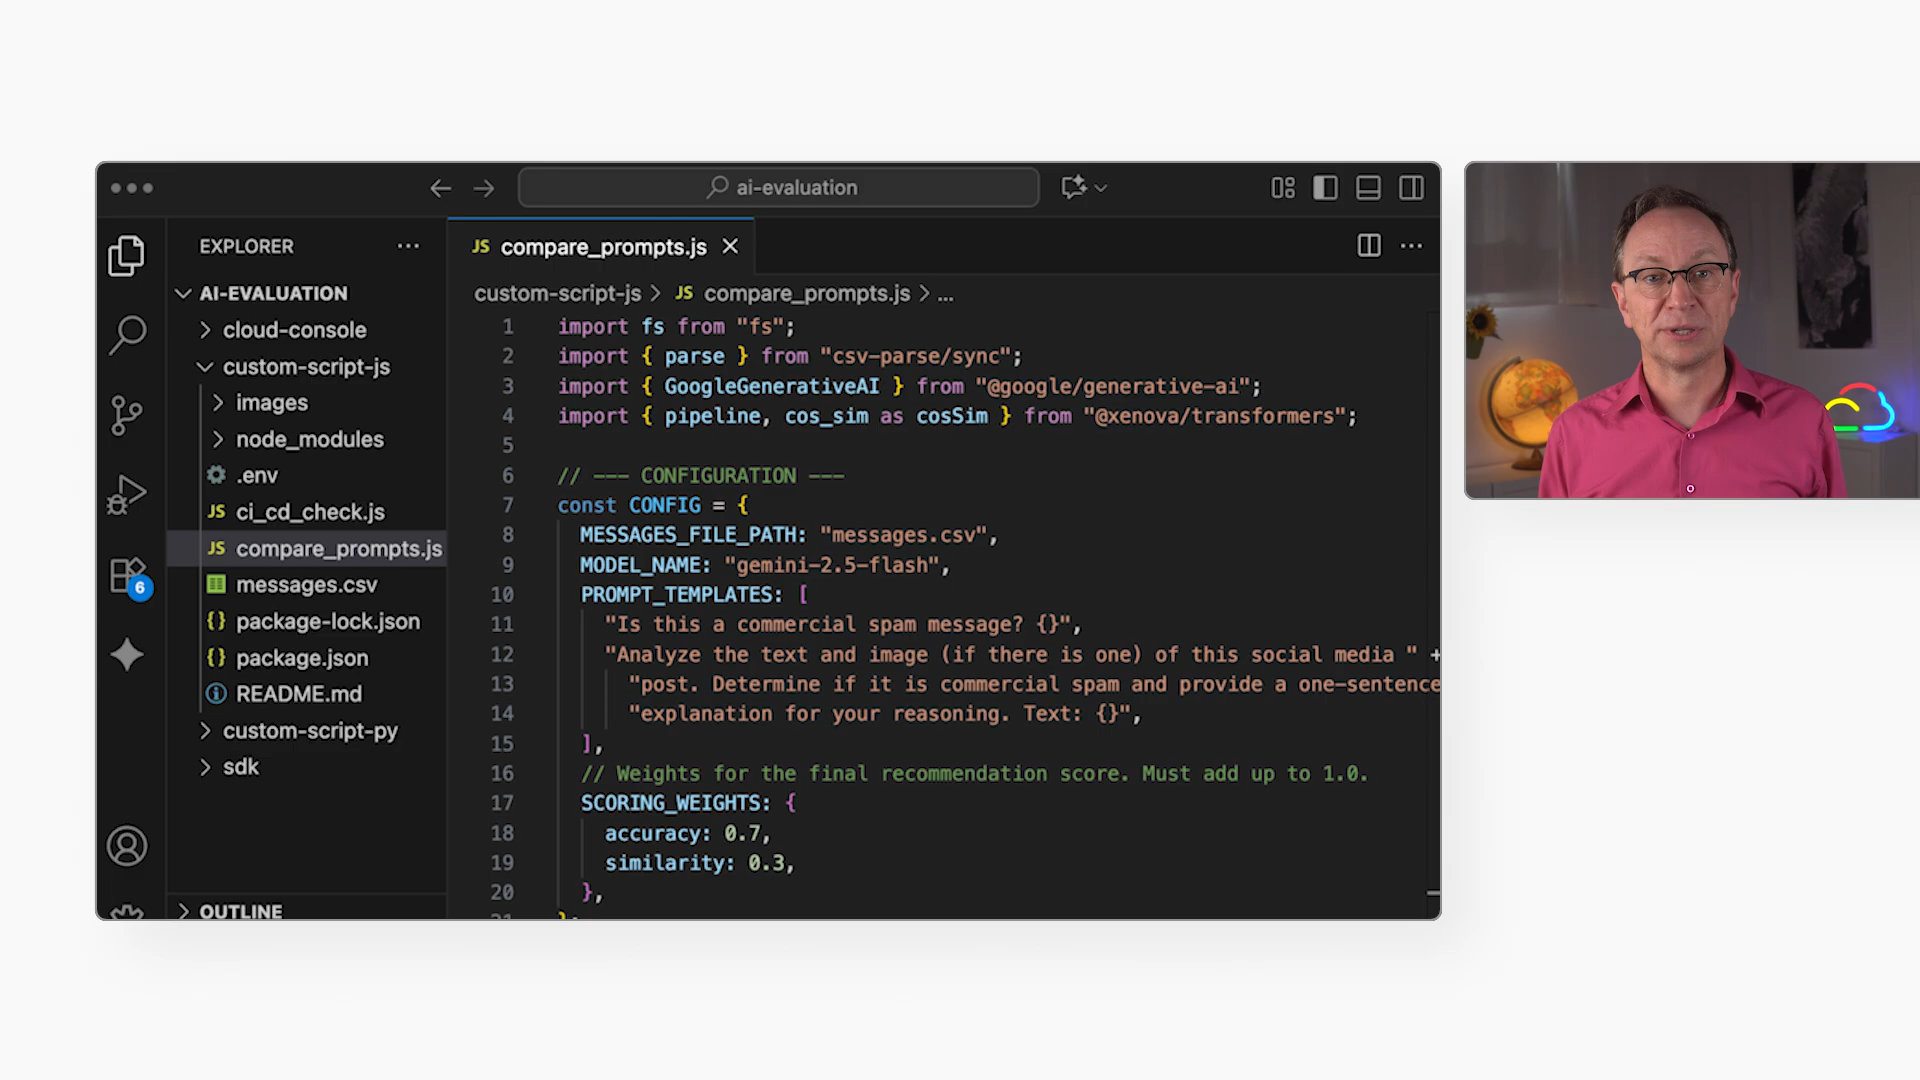 ai-evaluation
EXPLORER
AI-EVALUATION
cloud-console
custom-script-js
images
node_modules
.env
JS ci_cd_check.js
JS compare_prompts.js
messages.csv
{} package-lock.json
{} package.json
README.md
custom-script-py
sdk
6
OUTLINE
JS compare_prompts.js
custom-script-js > JS compare_prompts.js > ...
1 import fs from "fs";
2 import { parse } from "csv-parse/sync";
3 import { GoogleGenerativeAI } from "@google/generative-ai";
4 import { pipeline, cos_sim as cosSim } from "@xenova/transformers";
5
6 // --- CONFIGURATION ---
7 const CONFIG = {
8 MESSAGES_FILE_PATH: "messages.csv",
9 MODEL_NAME: "gemini-2.5-flash",
10 PROMPT_TEMPLATES: [
11 "Is this a commercial spam message? {}",
12 "Analyze the text and image (if there is one) of this social media " +
13 "post. Determine if it is commercial spam and provide a one-sentence
14 "explanation for your reasoning. Text: {}",
15 ],
16 // Weights for the final recommendation score. Must add up to 1.0.
17 SCORING_WEIGHTS: {
18 accuracy: 0.7,
19 similarity: 0.3,
20 },